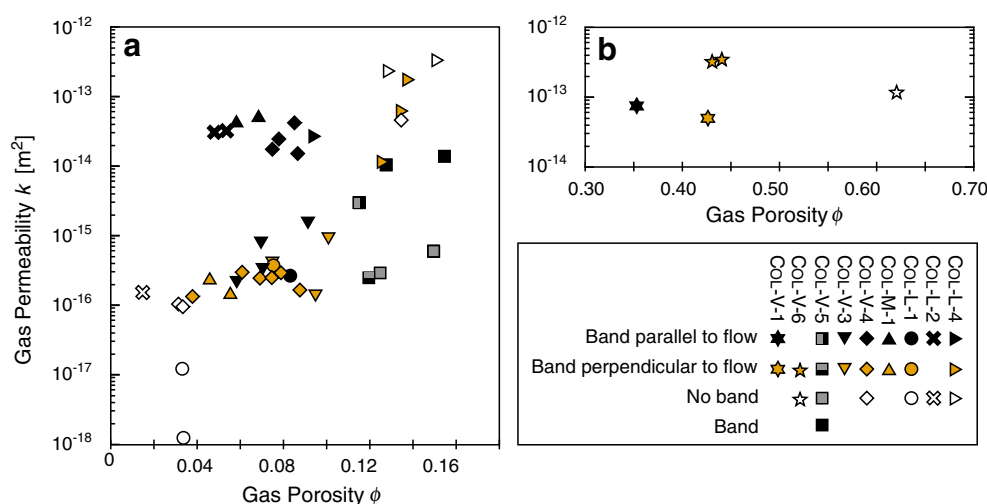 a
Gas Permeability k [m²]
10⁻¹²
10⁻¹³
10⁻¹⁴
10⁻¹⁵
10⁻¹⁶
10⁻¹⁷
10⁻¹⁸
0 0.04 0.08 0.12 0.16
Gas Porosity ϕ
b
10⁻¹²
10⁻¹³
10⁻¹⁴
0.30 0.40 0.50 0.60 0.70
Gas Porosity ϕ
COL-V-1
COL-V-6
COL-V-5
COL-V-3
COL-V-4
COL-M-1
COL-L-1
COL-L-2
COL-L-4
Band parallel to flow
Band perpendicular to flow
No band
Band